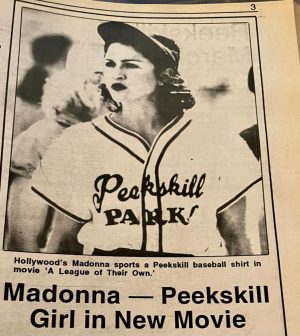 3
Peekskill
PARK
Hollywood's Madonna sports a Peekskill baseball shirt in
movie 'A League of Their Own.'
Madonna — Peekskill
Girl in New Movie